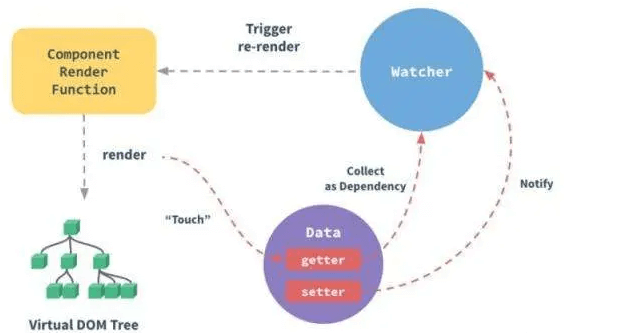 Trigger
re-render
Component
Render
Function
Watcher
render
Collect
as Dependency
Notify
“Touch”
Data
getter
setter
Virtual DOM Tree